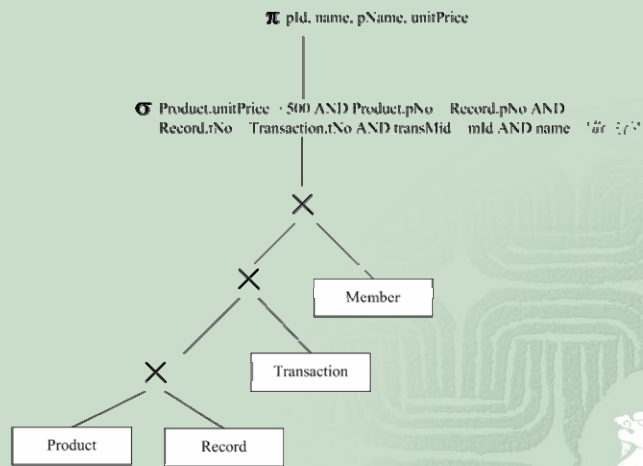 π pId, name, pName, unitPrice
σ Product.unitPrice 500 AND Product.pNo Record.pNo AND
Record.tNo Transaction.tNo AND transMid mId AND name
×
×
Member
×
Transaction
Product
Record